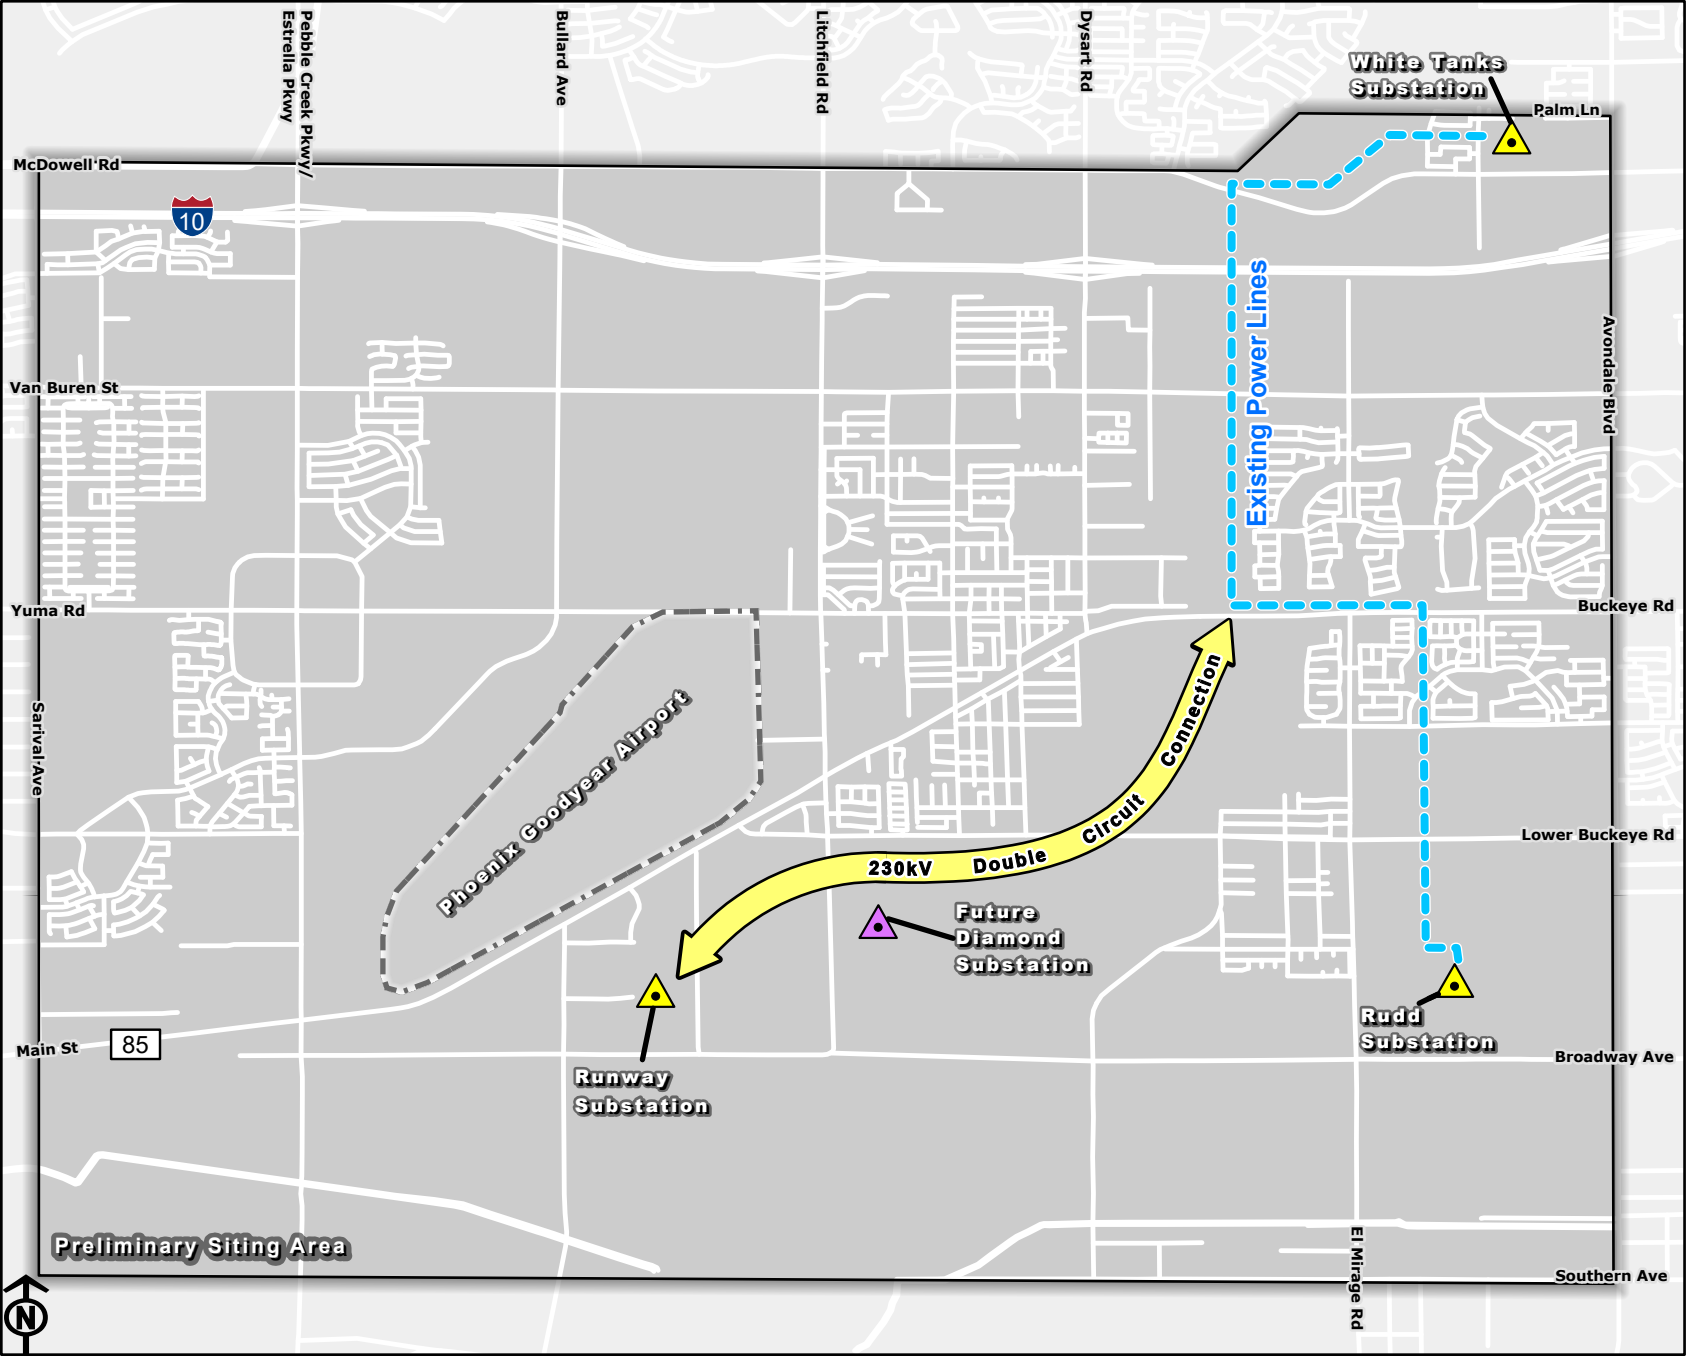 Pebble Creek Pkwy/
Estrella Pkwy
Bullard Ave
Litchfield Rd
Dysart Rd
White Tanks
Substation
Palm Ln
McDowell Rd
10
Existing Power Lines
Avondale Blvd
Van Buren St
Yuma Rd
Buckeye Rd
Sarival Ave
Phoenix Goodyear Airport
230kV Double Circuit Connection
Lower Buckeye Rd
Future
Diamond
Substation
Rudd
Substation
Main St
85
Broadway Ave
Runway
Substation
Preliminary Siting Area
El Mirage Rd
Southern Ave
N